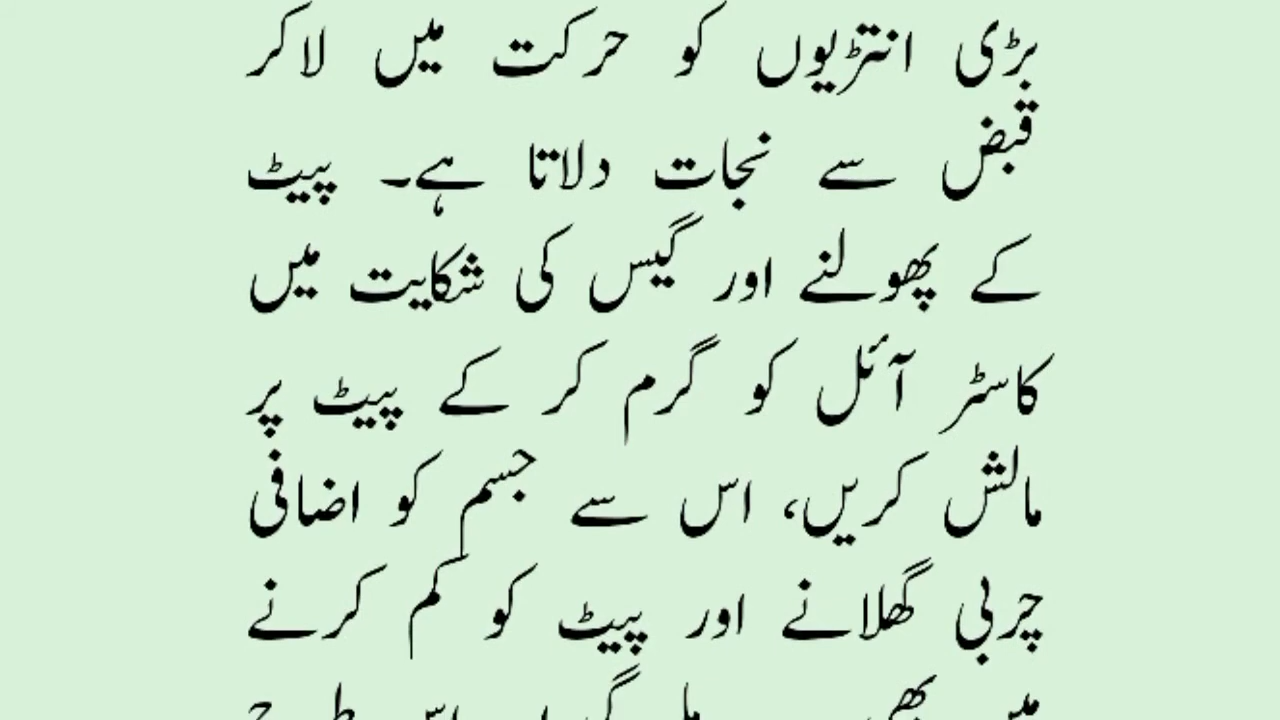 بڑی انتڑیوں کو حرکت میں لاکر
قبض سے نجات دلاتا ہے۔ پیٹ
کے پھولنے اور گیس کی شکایت میں
کاسٹر آئل کو گرم کر کے پیٹ پر
مالش کریں، اس سے جسم کو اضافی
چربی گھلانے اور پیٹ کو کم کرنے
میں بھی